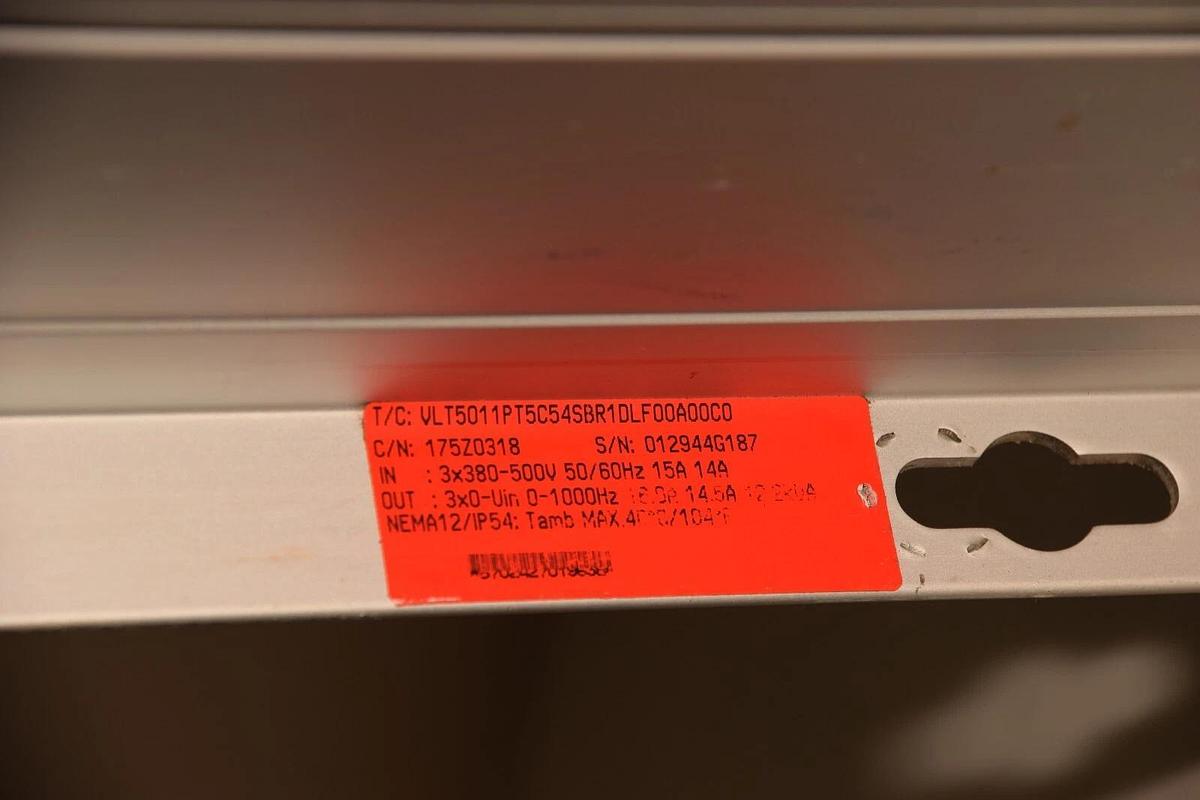 T/C: VLT5011PT5C54SBR1DLF00A00C0
C/N: 175Z0318 S/N: 012944G187
IN : 3x380-500V 50/60Hz 15A 14A
OUT : 3x0-Uin 0-1000Hz 14.5A
NEMA12/IP54: Tamb MAX.